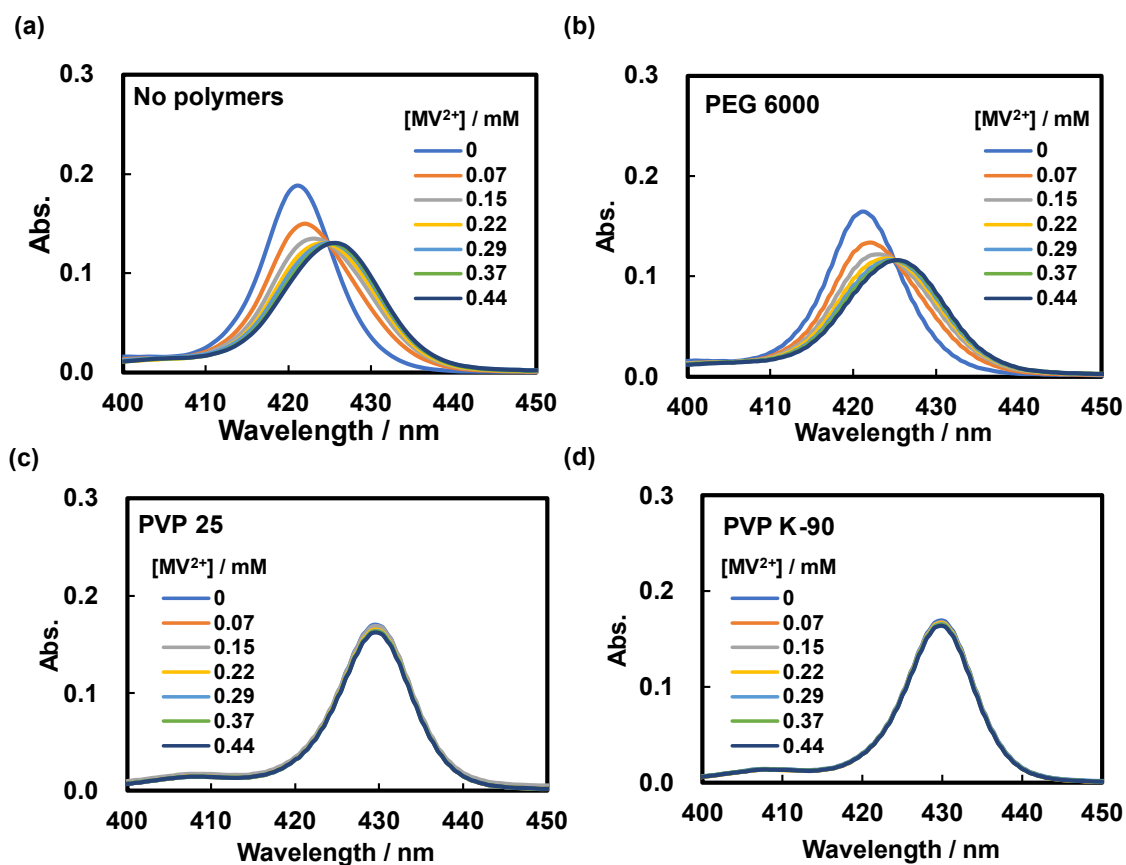 (a)
No polymers
[MV²⁺] / mM
0
0.07
0.15
0.22
0.29
0.37
0.44
0.3
0.2
0.1
0.0
Abs.
400 410 420 430 440 450
Wavelength / nm
(b)
PEG 6000
[MV²⁺] / mM
0
0.07
0.15
0.22
0.29
0.37
0.44
0.3
0.2
0.1
0.0
Abs.
400 410 420 430 440 450
Wavelength / nm
(c)
PVP 25
[MV²⁺] / mM
0
0.07
0.15
0.22
0.29
0.37
0.44
0.3
0.2
0.1
0.0
Abs.
400 410 420 430 440 450
Wavelength / nm
(d)
PVP K-90
[MV²⁺] / mM
0
0.07
0.15
0.22
0.29
0.37
0.44
0.3
0.2
0.1
0.0
Abs.
400 410 420 430 440 450
Wavelength / nm